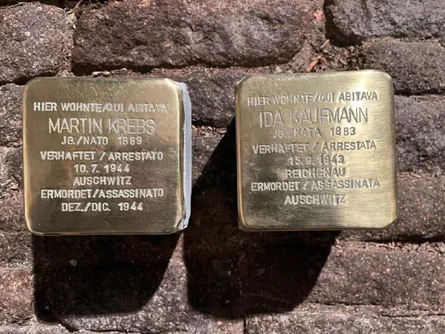 HIER WOHNTE/QUI ABITAVA
MARTIN KREBS
JG./NATO 1889
VERHAFTET / ARRESTATO
10.7. 1944
AUSCHWITZ
ERMORDET/ASSASSINATO
DEZ./DIC. 1944
HIER WOHNTE/QUI ABITAVA
IDA KAUFMANN
JG./NATA 1883
VERHAFTET / ARRESTATA
15.9.1943
REICHENAU
ERMORDET/ASSASSINATA
AUSCHWITZ